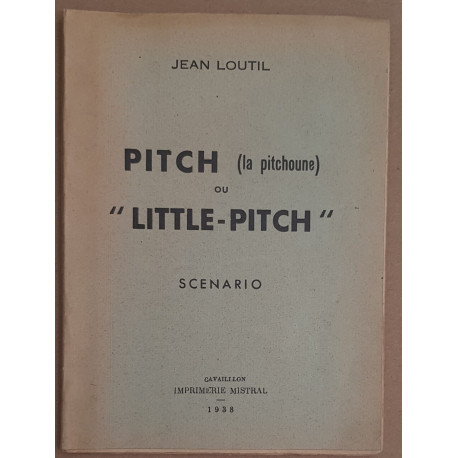 JEAN LOUTIL
PITCH (la pitchoune)
OU
" LITTLE-PITCH "
SCENARIO
CAVAILLLON
IMPRIMERIE MISTRAL
1938